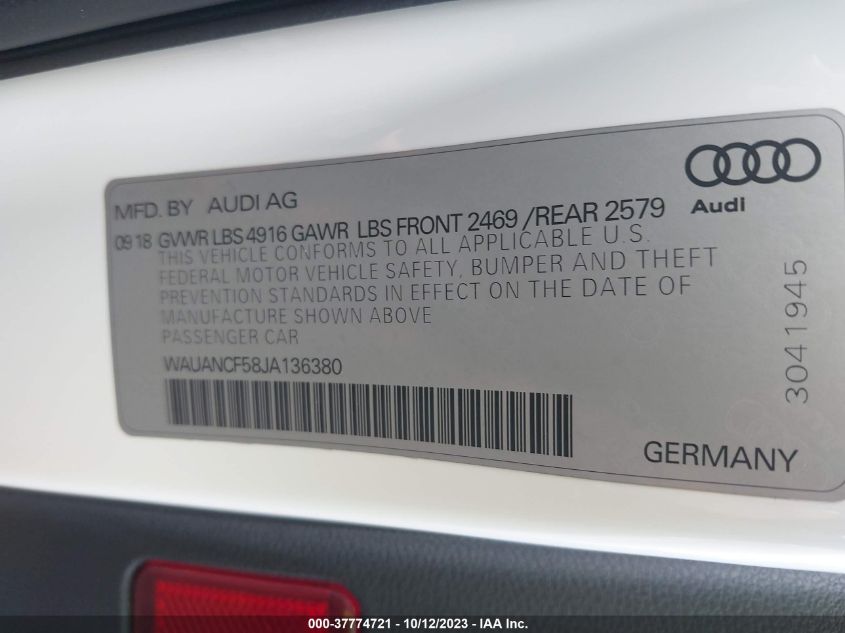 MFD. BY AUDI AG
Audi
09 18 GVWR LBS 4916 GAWR LBS FRONT 2469 /REAR 2579
THIS VEHICLE CONFORMS TO ALL APPLICABLE U.S.
FEDERAL MOTOR VEHICLE SAFETY, BUMPER AND THEFT
PREVENTION STANDARDS IN EFFECT ON THE DATE OF
MANUFACTURE SHOWN ABOVE
PASSENGER CAR
WAUANCF58JA136380
3041945
GERMANY
000-37774721 - 10/12/2023 - IAA Inc.